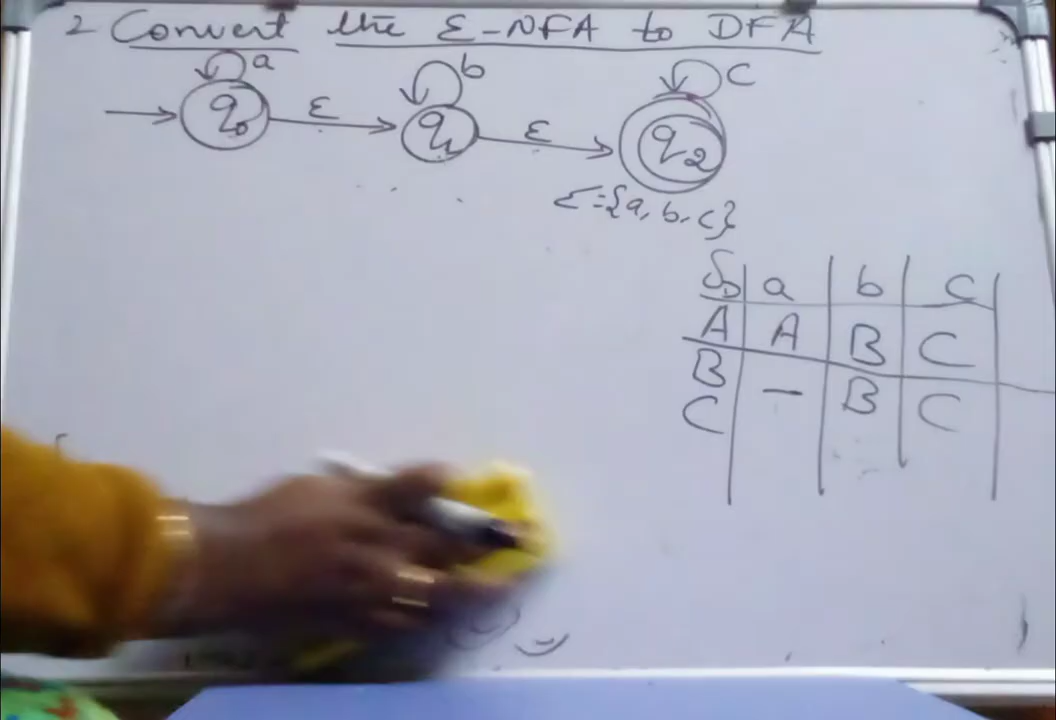 2 Convert the ε-NFA to DFA
a b c
q0 ε q1 ε q2
Σ={a, b, c}
δD a b c
A A B C
B — B C
C